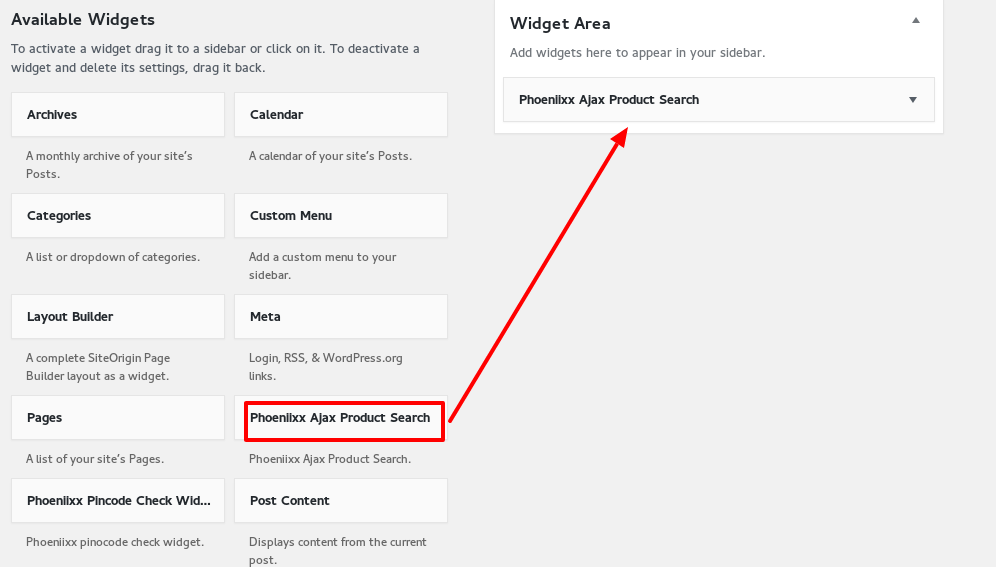 Available Widgets
To activate a widget drag it to a sidebar or click on it. To deactivate a
widget and delete its settings, drag it back.
Archives
A monthly archive of your site's
Posts.
Calendar
A calendar of your site's Posts.
Categories
A list or dropdown of categories.
Custom Menu
Add a custom menu to your
sidebar.
Layout Builder
A complete SiteOrigin Page
Builder layout as a widget.
Meta
Login, RSS, & WordPress.org
links.
Pages
A list of your site's Pages.
Phoeniixx Ajax Product Search
Phoeniixx Ajax Product Search.
Phoeniixx Pincode Check Wid...
Phoeniixx pinocode check widget.
Post Content
Displays content from the current
post.
Widget Area
Add widgets here to appear in your sidebar.
Phoeniixx Ajax Product Search